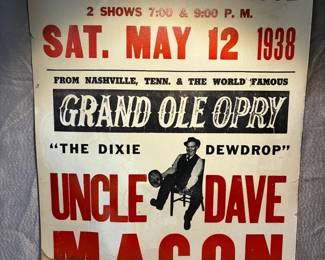 2 SHOWS 7:00 & 9:00 P. M.
SAT. MAY 12 1938
FROM NASHVILLE, TENN. & THE WORLD FAMOUS
GRAND OLE OPRY
"THE DIXIE DEWDROP"
UNCLE DAVE
MACON